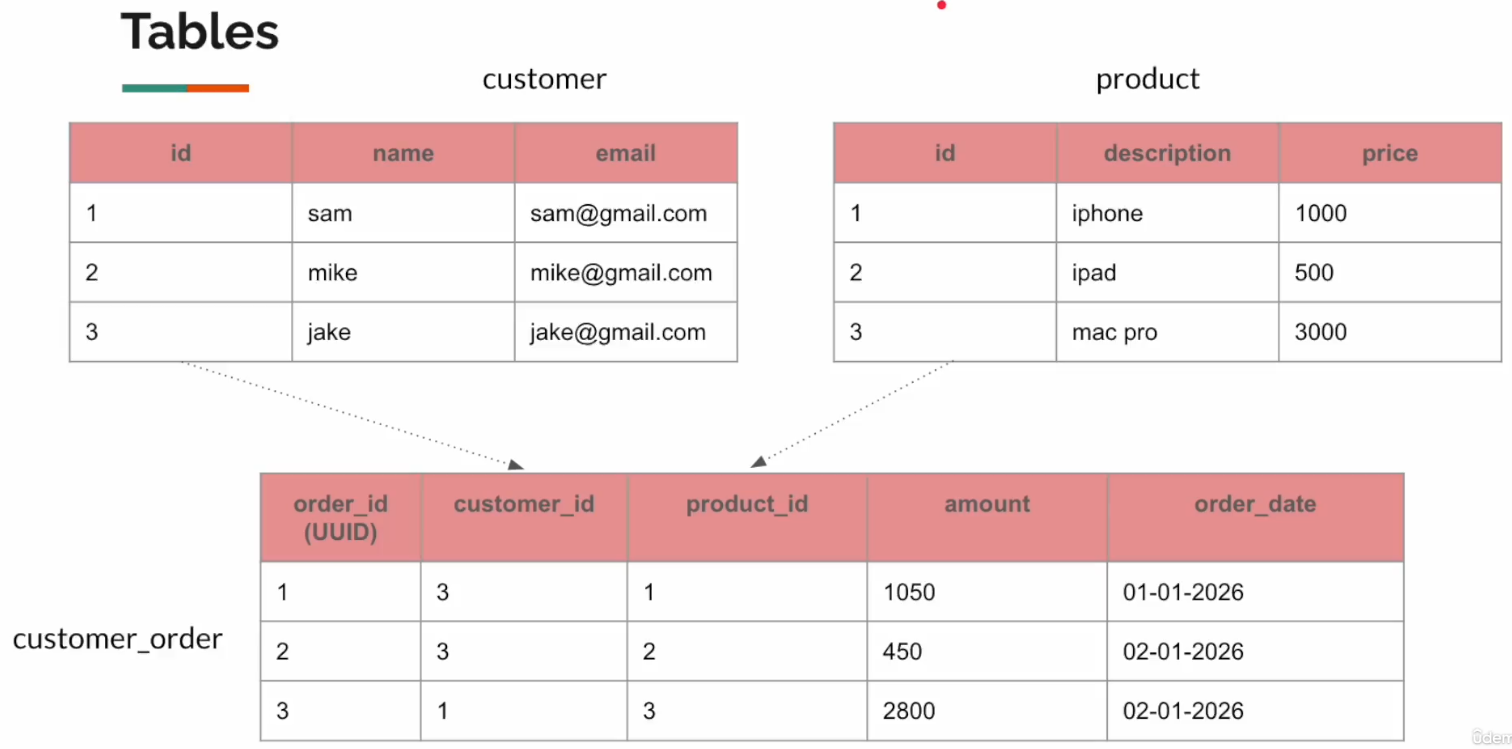 Tables
customer
product
id name email
1 sam sam@gmail.com
2 mike mike@gmail.com
3 jake jake@gmail.com
id description price
1 iphone 1000
2 ipad 500
3 mac pro 3000
customer_order
order_id (UUID) customer_id product_id amount order_date
1 3 1 1050 01-01-2026
2 3 2 450 02-01-2026
3 1 3 2800 02-01-2026